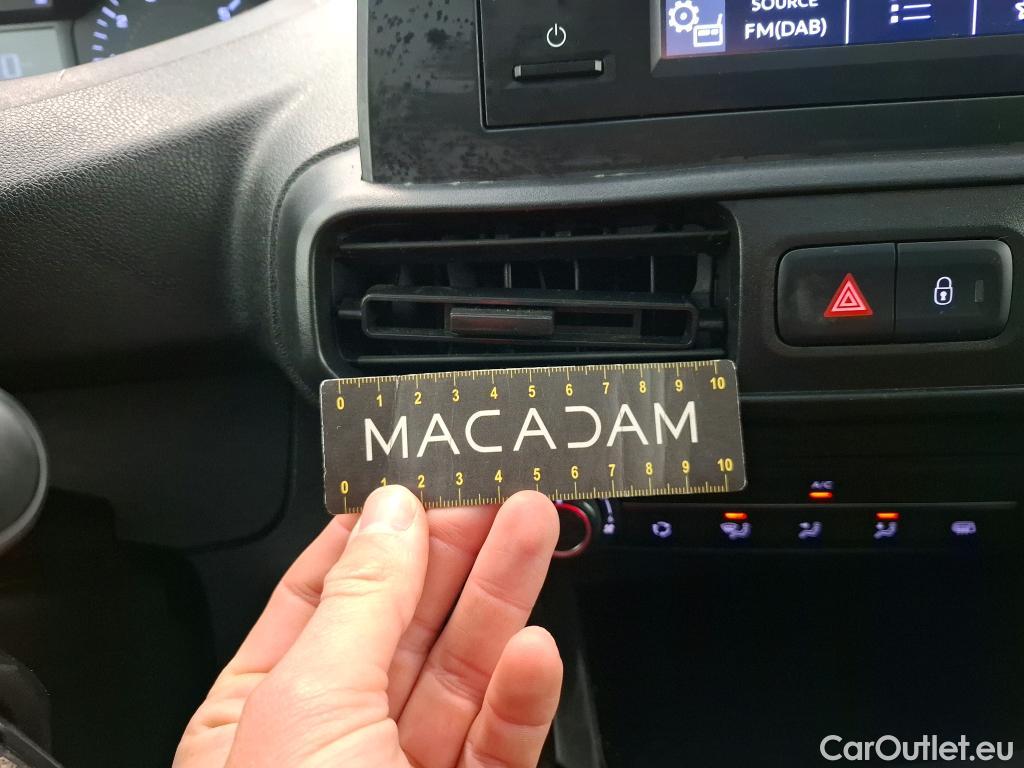 SOURCE
FM(DAB)
0 1 2 3 4 5 6 7 8 9 10
MACADAM
0 1 2 3 4 5 6 7 8 9 10
A/C
CarOutlet.eu